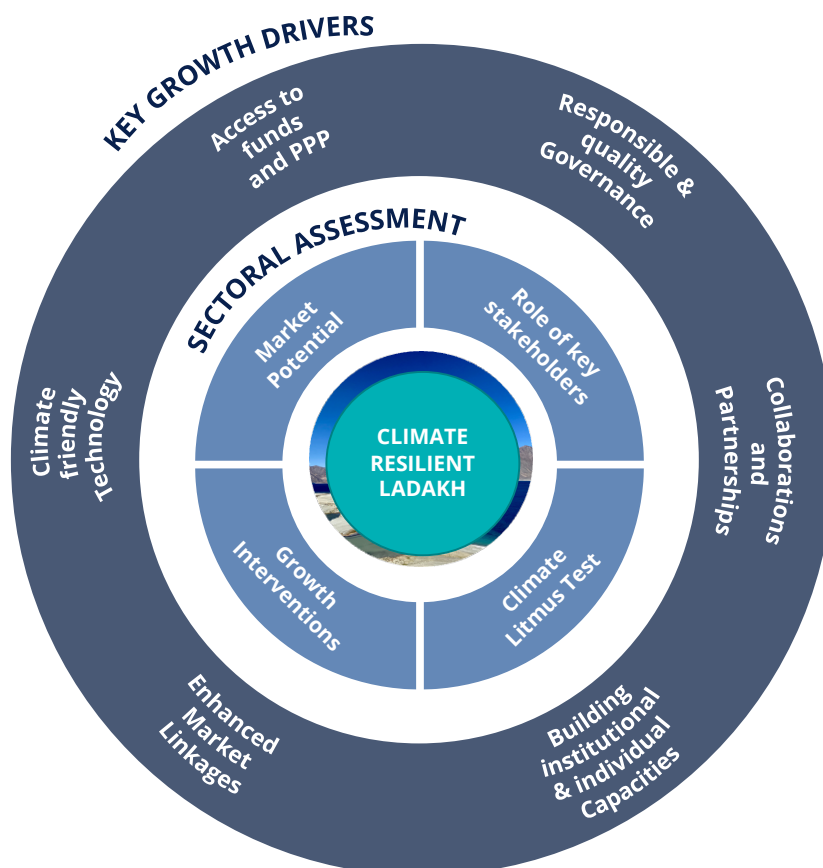 KEY GROWTH DRIVERS
Access to
funds
and PPP
Responsible &
quality
Governance
Collaborations
and
Partnerships
Building
institutional
& individual
Capacities
Enhanced
Market
Linkages
Climate
friendly
Technology
SECTORAL ASSESSMENT
Market
Potential
Role of key
stakeholders
Climate
Litmus Test
Growth
Interventions
CLIMATE
RESILIENT
LADAKH